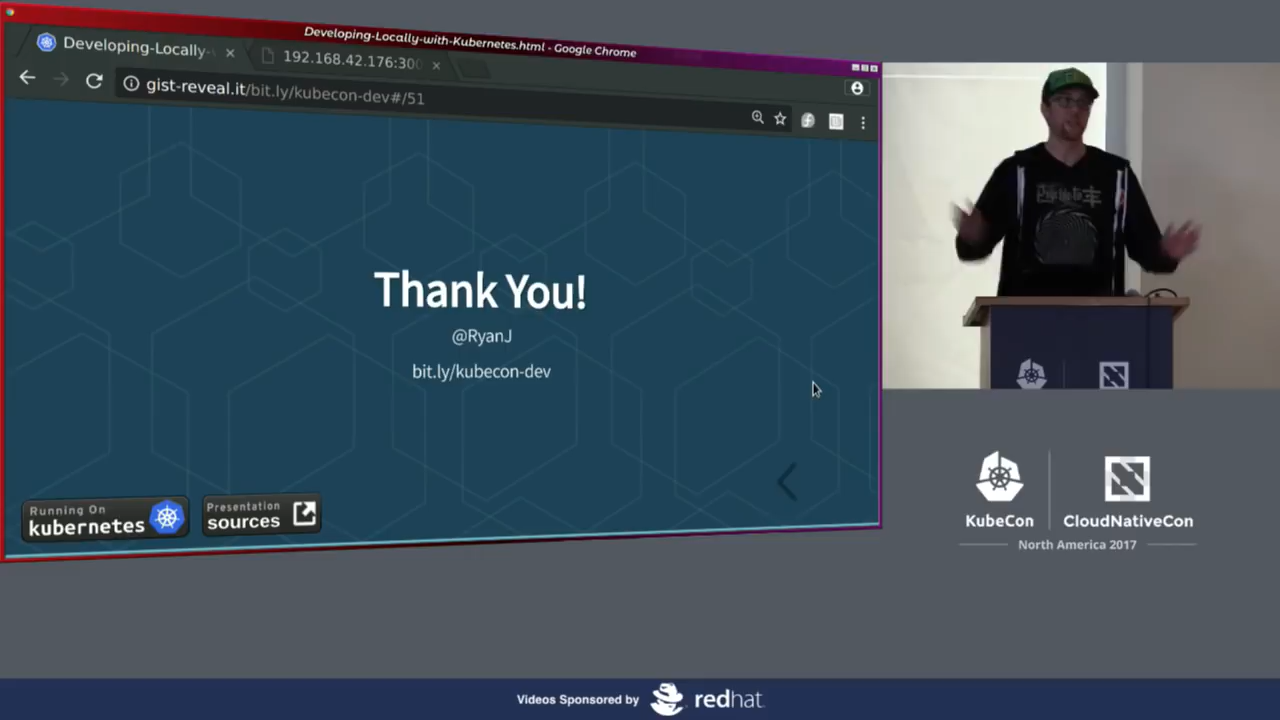 Developing-Locally-with-Kubernetes.html - Google Chrome
Developing-Locally-
192.168.42.176:300
gist-reveal.it/bit.ly/kubecon-dev#/51
Thank You!
@RyanJ
bit.ly/kubecon-dev
Running On
kubernetes
Presentation
sources
KubeCon
CloudNativeCon
North America 2017
Videos Sponsored by
redhat.